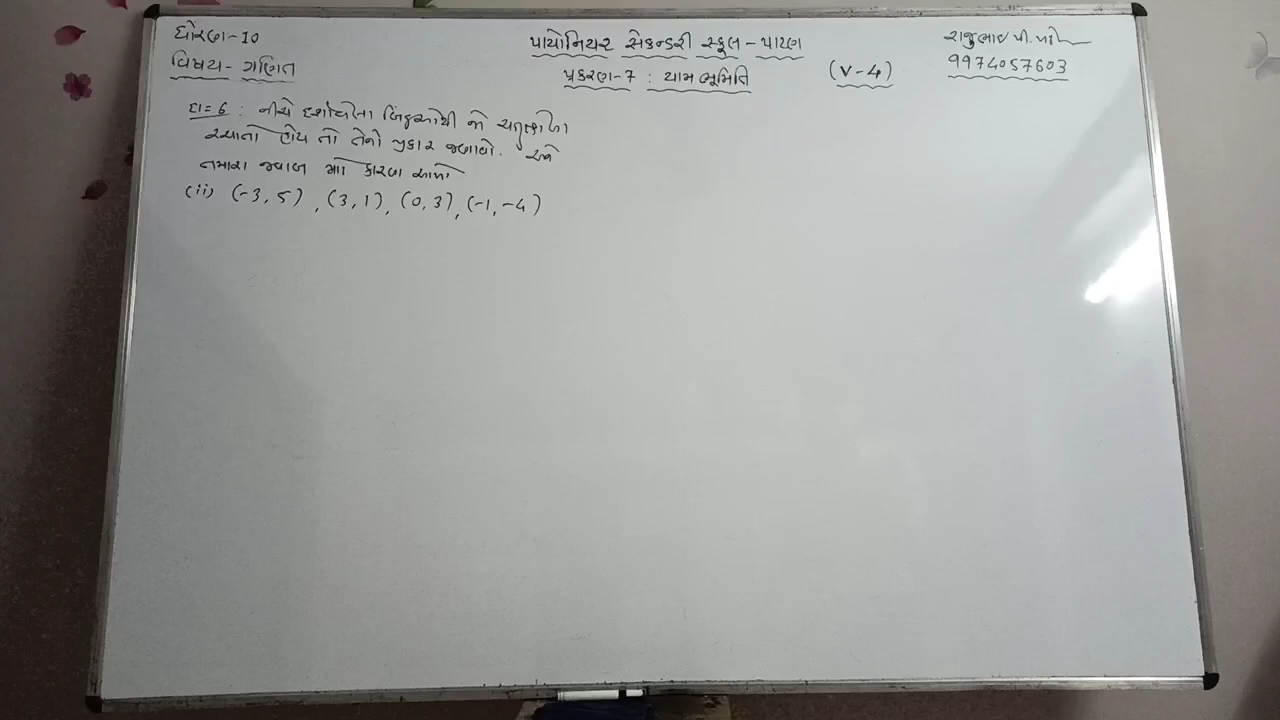 ધોરણ-10
વિષય- ગણિત
પાયોનિયર સેકન્ડરી સ્કૂલ - પાટણ
પ્રકરણ-7 : યામ ભૂમિતિ
(V-4)
રાજુભાઇ પી.
9974057603
દા= 6 : નીચે દર્શાવેલા બિંદુઓથી જો ચતુષ્કોણ
રચાતો હોય તો તેનો પ્રકાર જણાવો. અને
તમારા જવાબ માટે કારણ આપો
(ii) (-3, 5) , (3, 1), (0, 3), (-1, -4)